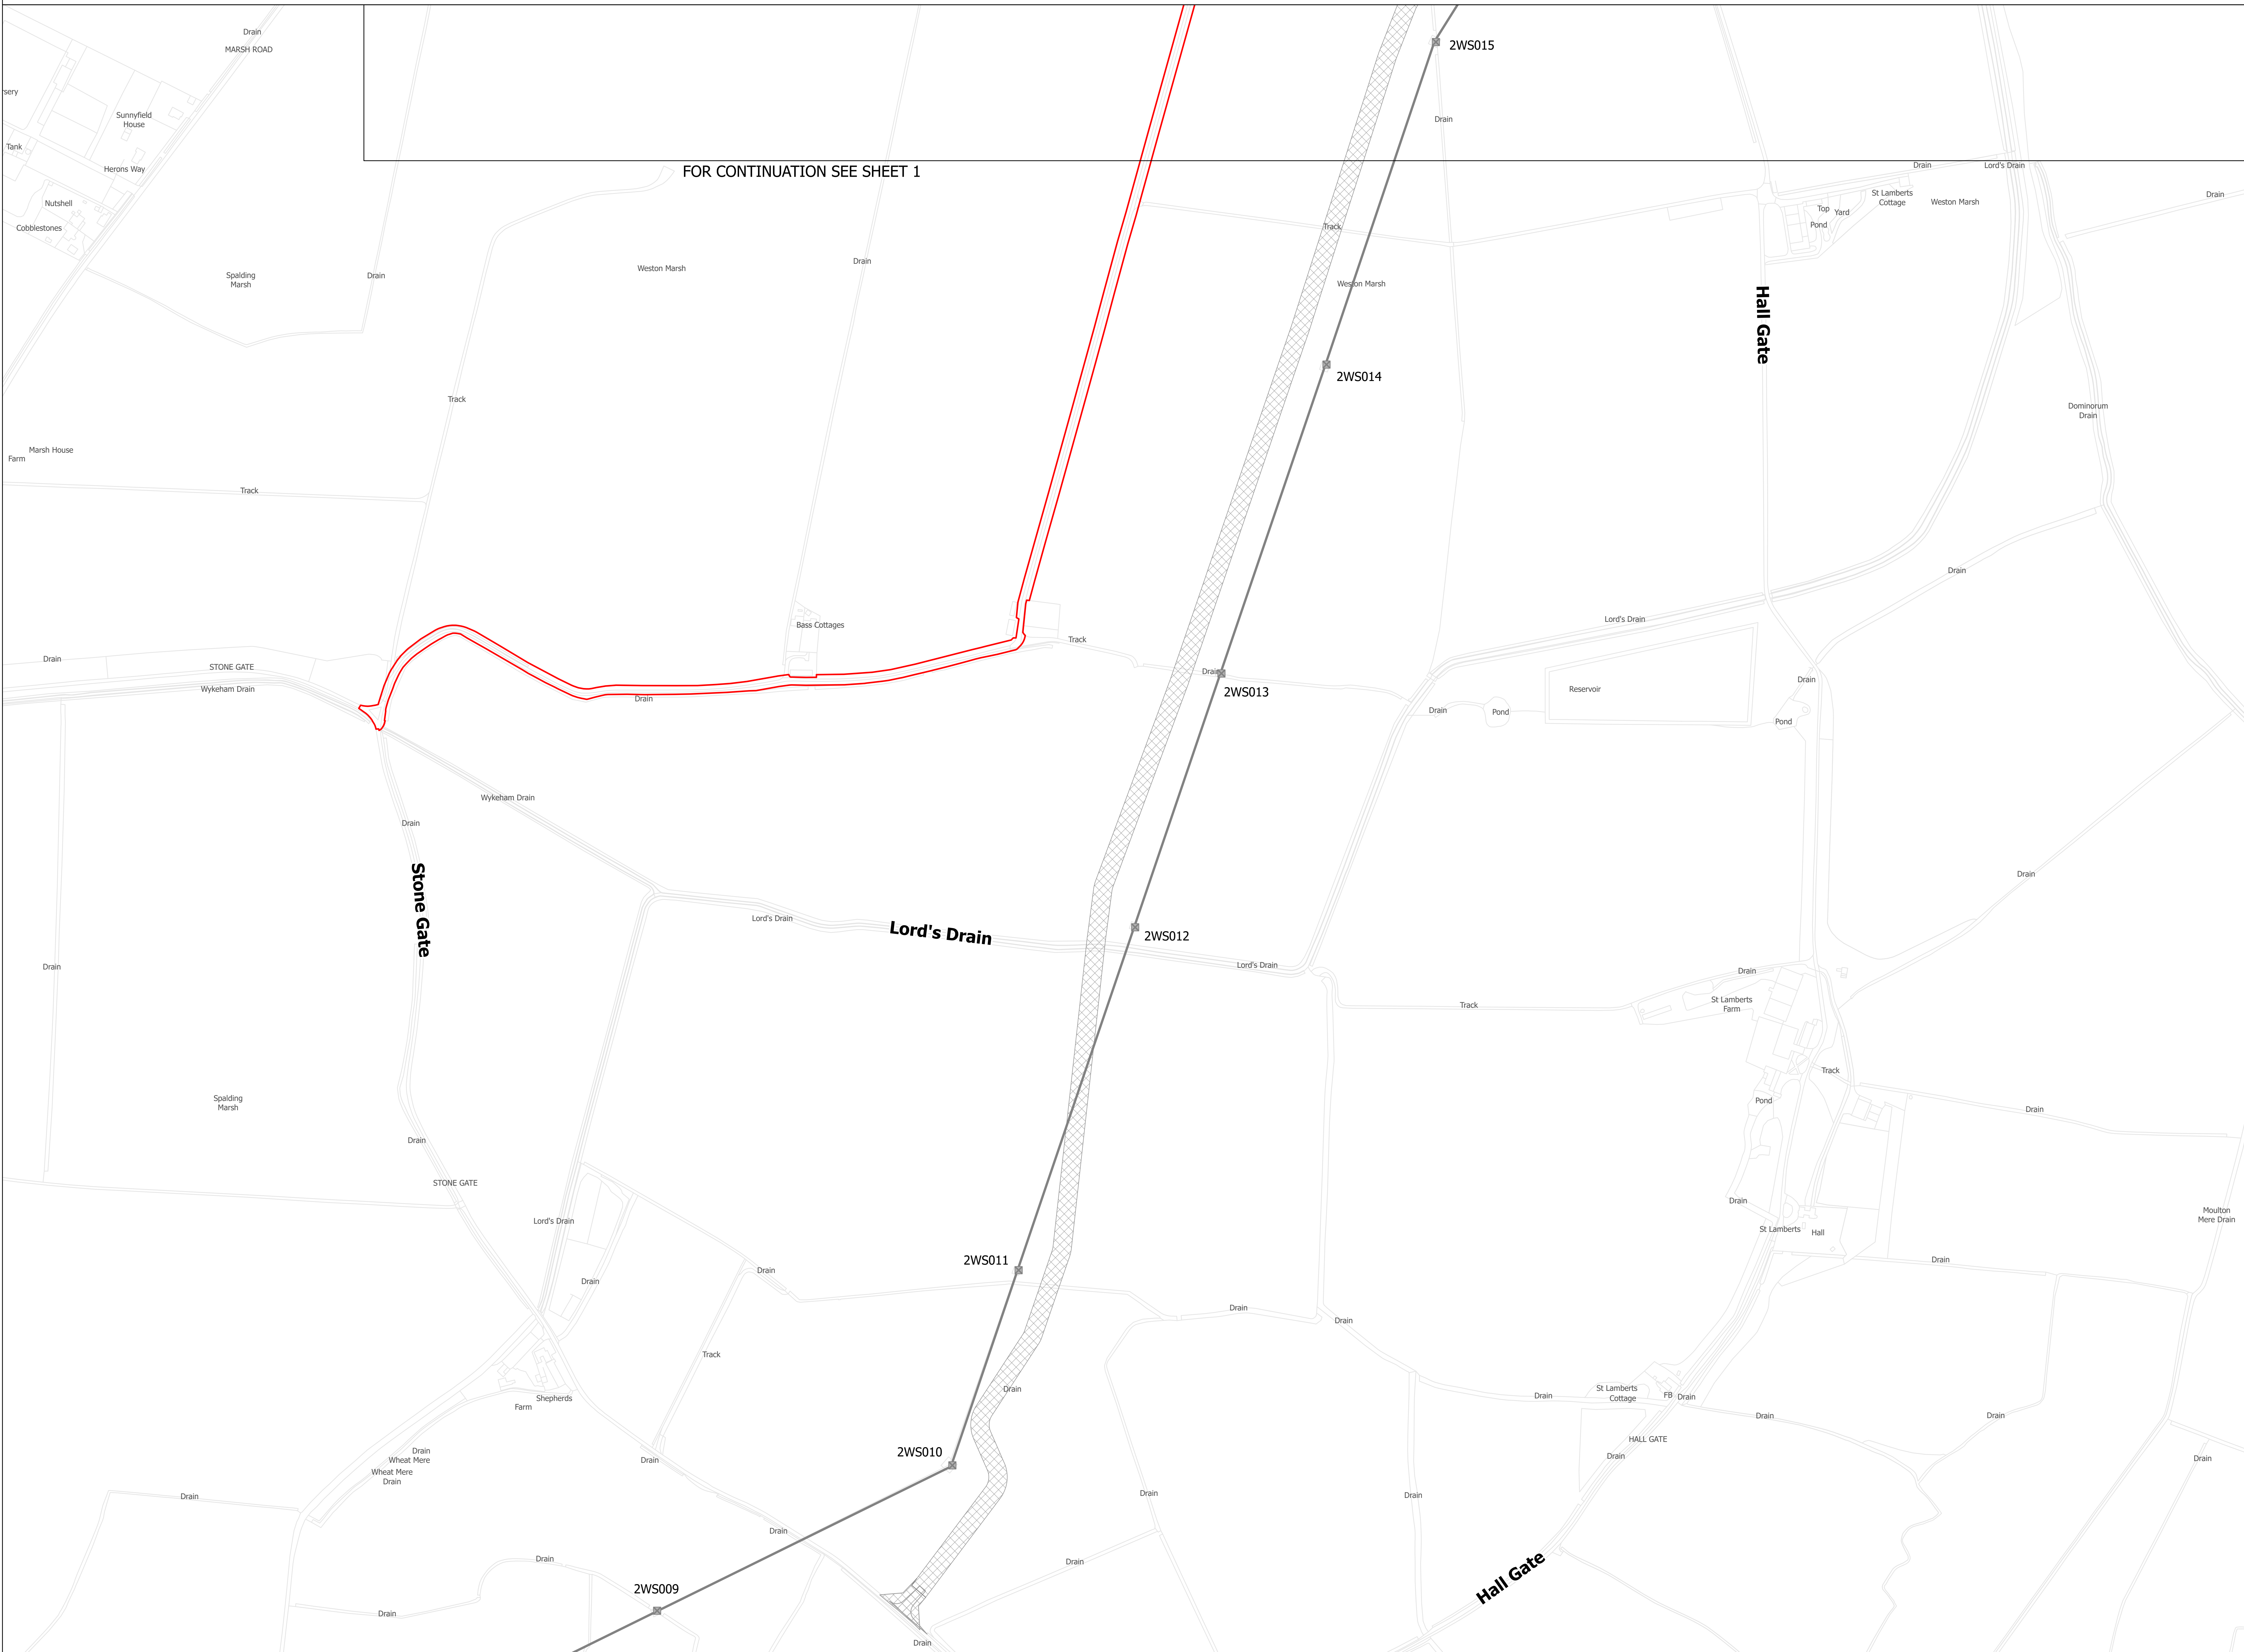 Drain
MARSH ROAD
2WS015
rsery
Sunnyfield
House
Drain
Tank
Herons Way
FOR CONTINUATION SEE SHEET 1
Drain
Lord's Drain
Nutshell
St Lamberts
Cottage
Weston Marsh
Drain
Top
Yard
Pond
Cobblestones
Track
Spalding
Marsh
Drain
Weston Marsh
Drain
Weston Marsh
Hall Gate
2WS014
Track
Dominorum
Drain
Marsh House
Farm
Track
Drain
Bass Cottages
Lord's Drain
Track
Drain
STONE GATE
Wykeham Drain
Drain
Drain
2WS013
Reservoir
Drain
Drain
Pond
Pond
Wykeham Drain
Drain
Stone Gate
Drain
Lord's Drain
Lord's Drain
2WS012
Lord's Drain
Drain
Drain
St Lamberts
Farm
Track
Track
Spalding
Marsh
Pond
Drain
Drain
STONE GATE
Drain
Lord's Drain
St Lamberts
Hall
Moulton
Mere Drain
2WS011
Drain
Drain
Drain
Drain
Drain
Track
Drain
Shepherds
Farm
Drain
St Lamberts
Cottage
FB
Drain
Drain
Drain
HALL GATE
Drain
2WS010
Drain
Wheat Mere
Wheat Mere
Drain
Drain
Drain
Drain
Drain
Drain
Drain
Drain
Drain
Hall Gate
2WS009
Drain
Drain